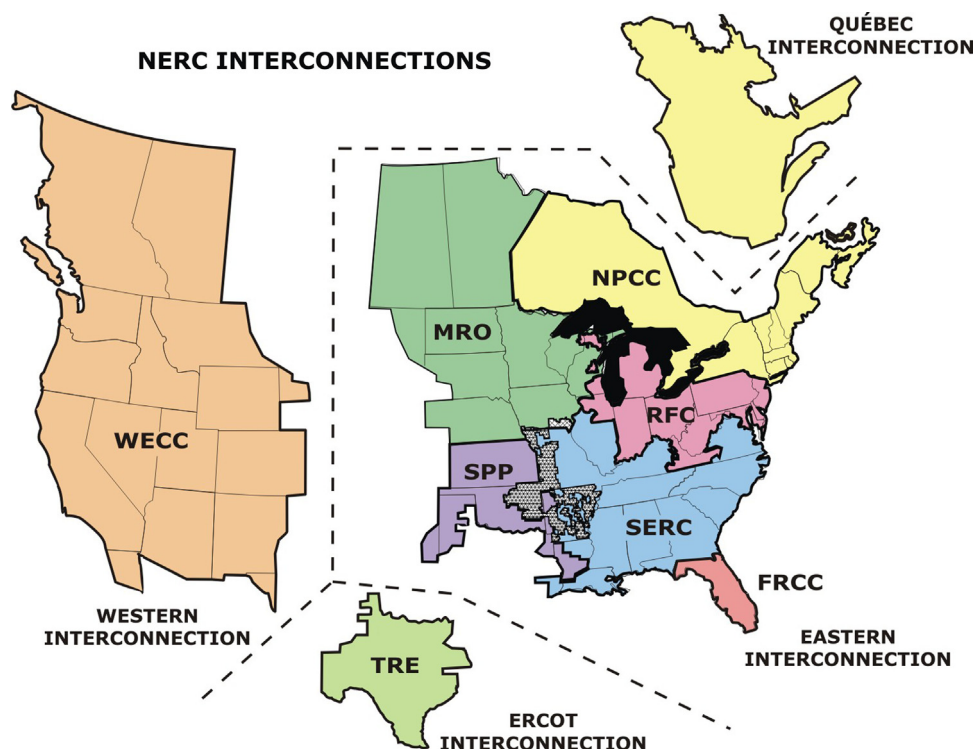 QUÉBEC
INTERCONNECTION
NERC INTERCONNECTIONS
NPCC
MRO
RFC
WECC
SPP
SERC
FRCC
WESTERN
INTERCONNECTION
EASTERN
INTERCONNECTION
TRE
ERCOT
INTERCONNECTION